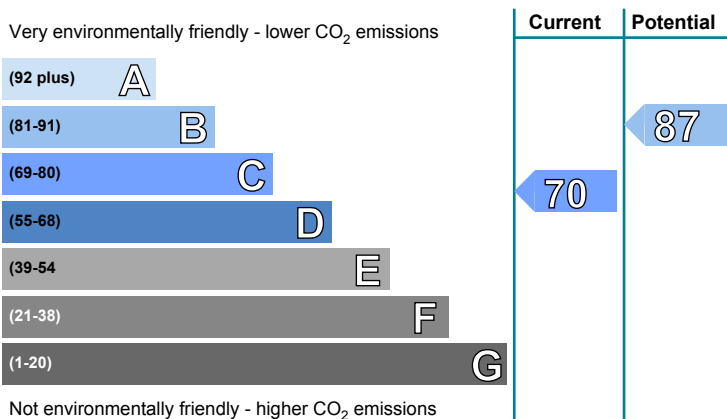 Very environmentally friendly - lower CO2 emissions
Current
Potential
(92 plus) A
(81-91) B
87
(69-80) C
70
(55-68) D
(39-54 E
(21-38) F
(1-20) G
Not environmentally friendly - higher CO2 emissions